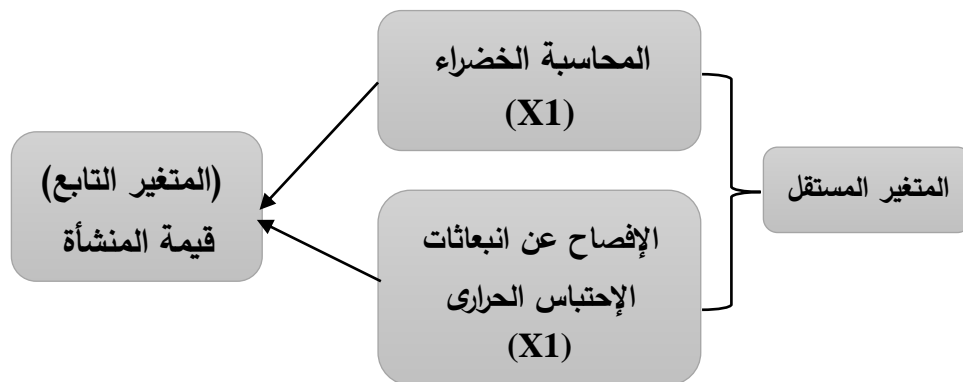 المحاسبة الخضراء
(X1)
المتغير المستقل
الإفصاح عن انبعاثات
الإحتباس الحرارى
(X1)
(المتغير التابع)
قيمة المنشأة